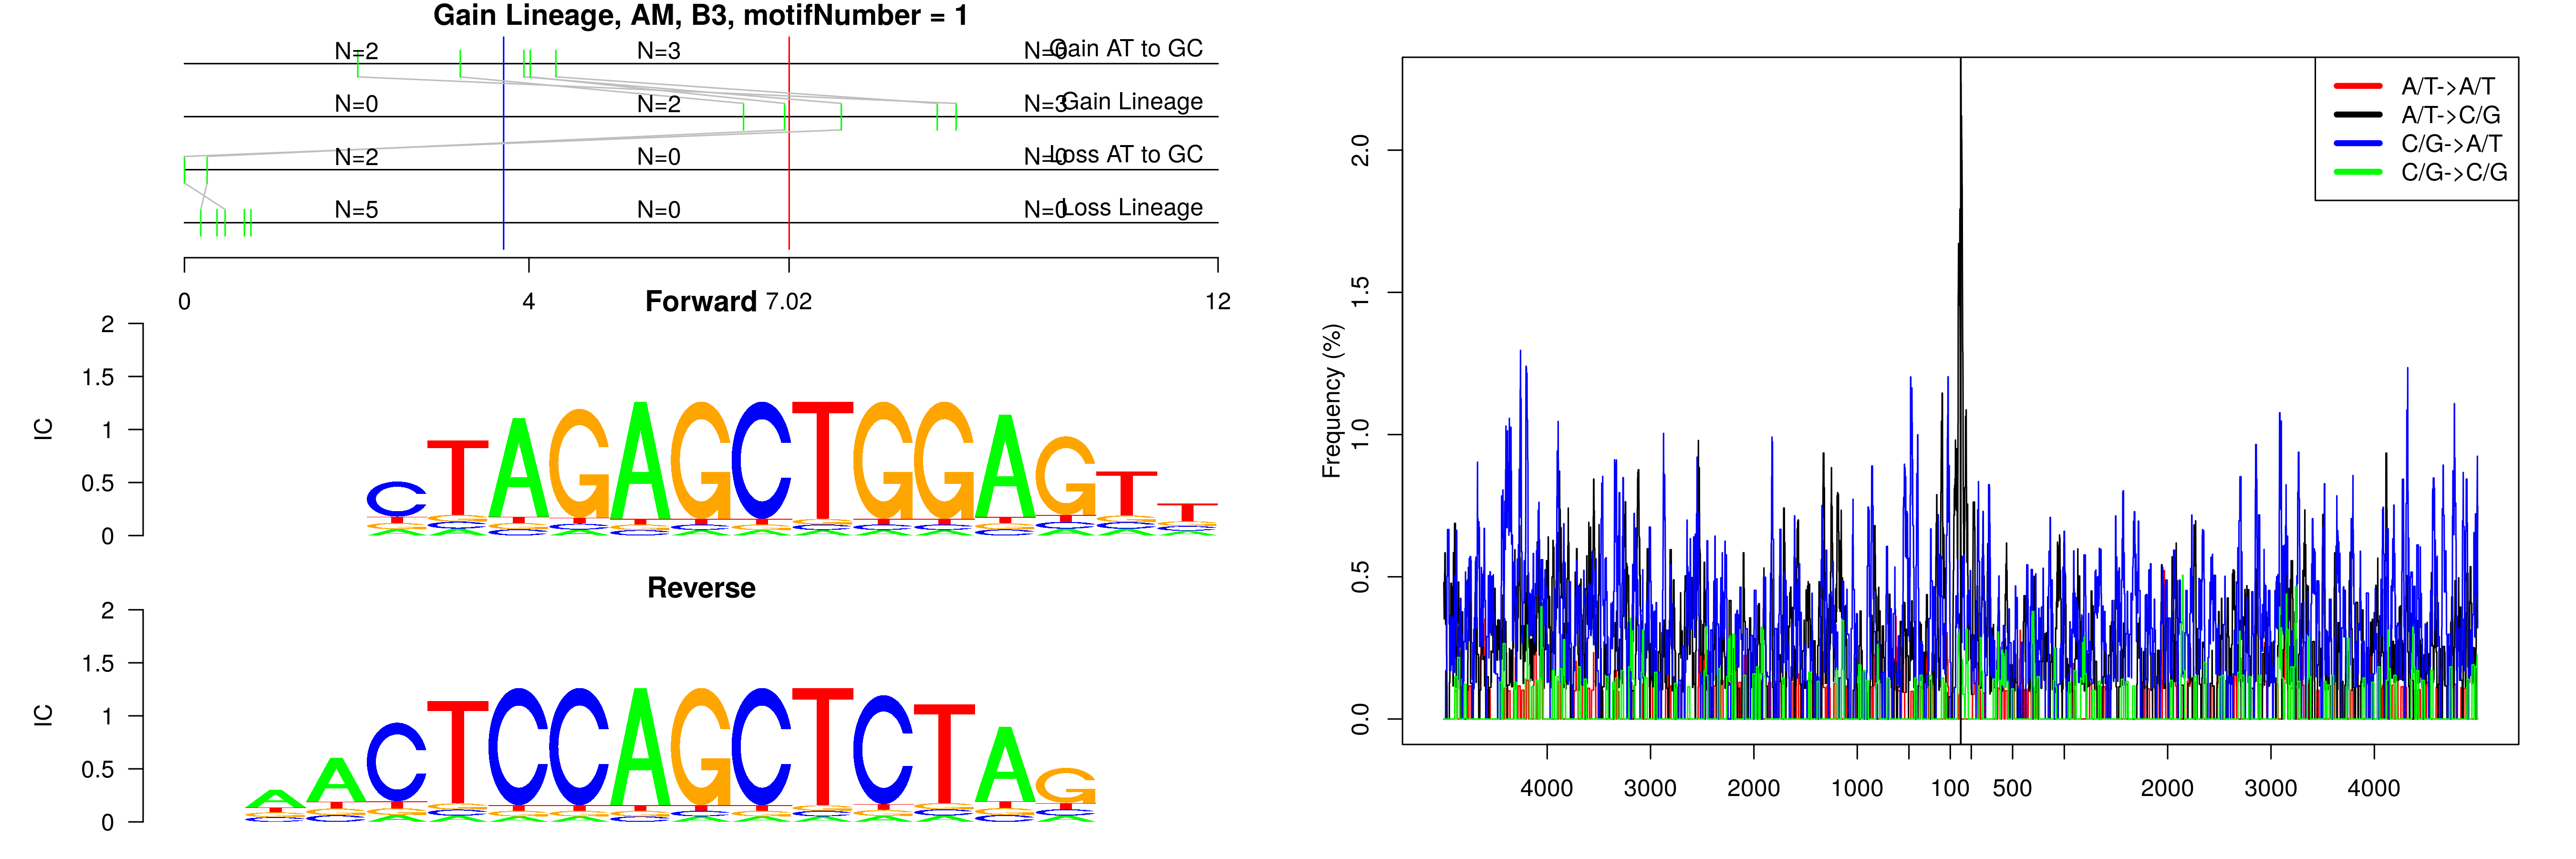 Gain Lineage, AM, B3, motifNumber = 1
N=2 N=3 N=0 Gain AT to GC
N=0 N=2 N=3 Gain Lineage
N=2 N=0 N=0 Loss AT to GC
N=5 N=0 N=0 Loss Lineage
0 4 7.02 12
Forward
IC
2
1.5
1
0.5
0
CTAGAGCTGGAGTT
Reverse
IC
2
1.5
1
0.5
0
AACTCCAGCTCTAG
Frequency (%)
2.0
1.5
1.0
0.5
0.0
A/T->A/T
A/T->C/G
C/G->A/T
C/G->C/G
4000 3000 2000 1000 100 500 2000 3000 4000